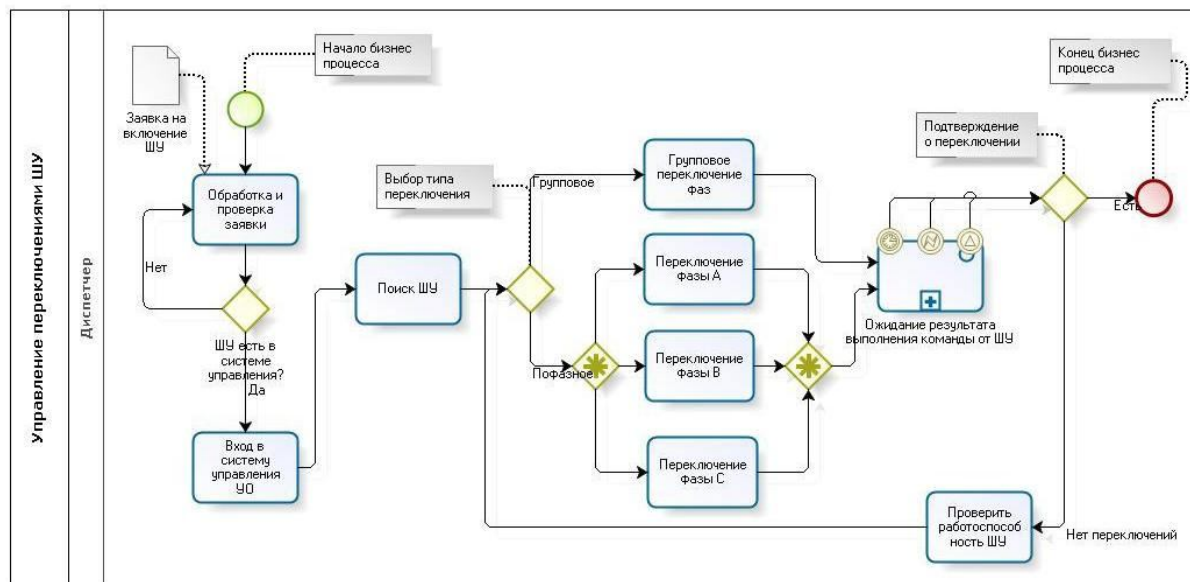 Управление переключениями ШУ
Диспетчер
Заявка на
включение
ШУ
Начало бизнес
процесса
Обработка и
проверка
заявки
Нет
ШУ есть в
системе
управления?
Да
Вход в
систему
управления
УО
Поиск ШУ
Выбор типа
переключения
Групповое
Пофазное
Групповое
переключение
фаз
Переключение
фазы А
Переключение
фазы В
Переключение
фазы С
Ожидание результата
выполнения команды от ШУ
Подтверждение
о переключении
Конец бизнес
процесса
Есть
Нет переключений
Проверить
работоспособ
ность ШУ